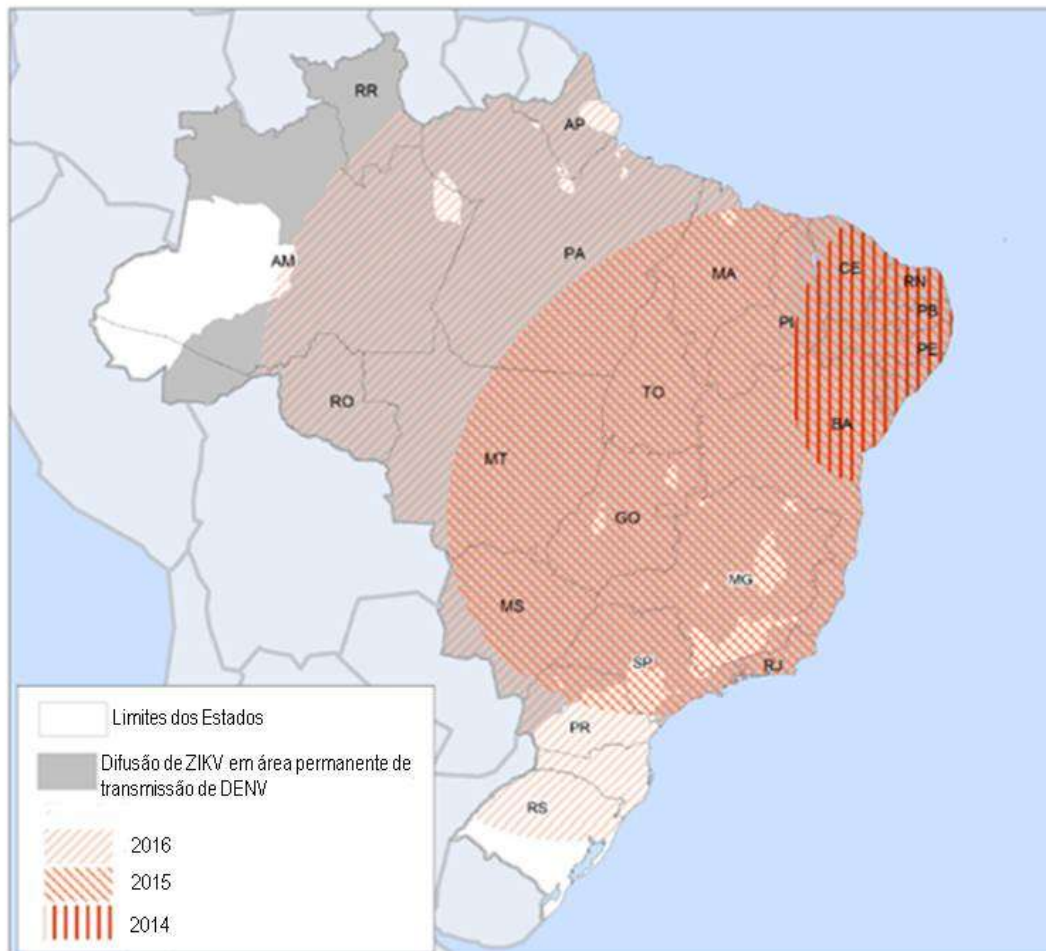 RR
AP
AM
PA
MA
CE
RN
PB
PI
PE
RO
TO
BA
MT
GO
MG
MS
SP
RJ
PR
RS
Limites dos Estados
Difusão de ZIKV em área permanente de
transmissão de DENV
2016
2015
2014